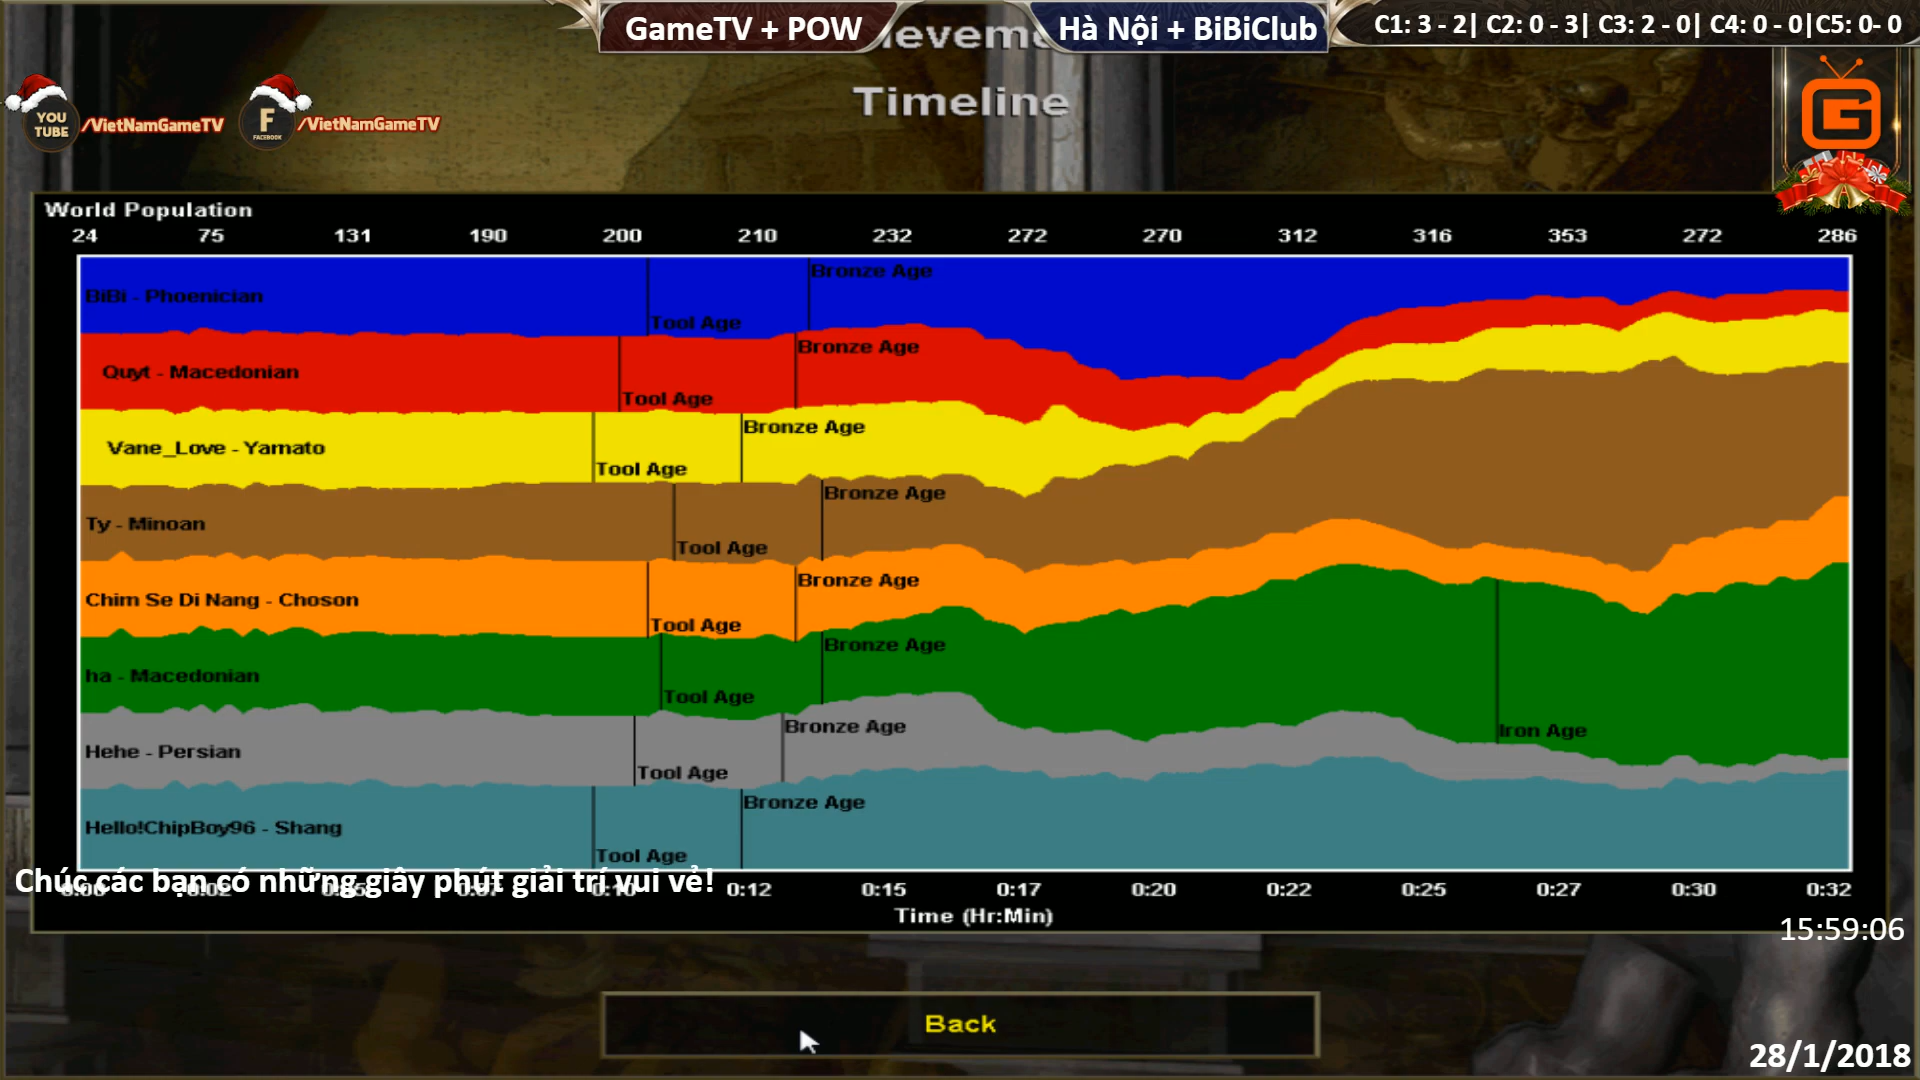 GameTV + POW
Hà Nội + BiBiClub
C1: 3 - 2| C2: 0 - 3| C3: 2 - 0| C4: 0 - 0|C5: 0- 0
Timeline
YOU TUBE /VietNamGameTV
F FACEBOOK /VietNamGameTV
G
World Population
24 75 131 190 200 210 232 272 270 312 316 353 272 286
Bronze Age
BiBi - Phoenician
Tool Age
Bronze Age
Quyt - Macedonian
Tool Age
Bronze Age
Vane_Love - Yamato
Tool Age
Bronze Age
Ty - Minoan
Tool Age
Bronze Age
Chim Se Di Nang - Choson
Tool Age
Bronze Age
ha - Macedonian
Tool Age
Bronze Age
Iron Age
Hehe - Persian
Tool Age
Bronze Age
Hello!ChipBoy96 - Shang
Tool Age
Chúc các bạn có những giây phút giải trí vui vẻ!
0:12 0:15 0:17 0:20 0:22 0:25 0:27 0:30 0:32
Time (Hr:Min)
15:59:06
Back
28/1/2018